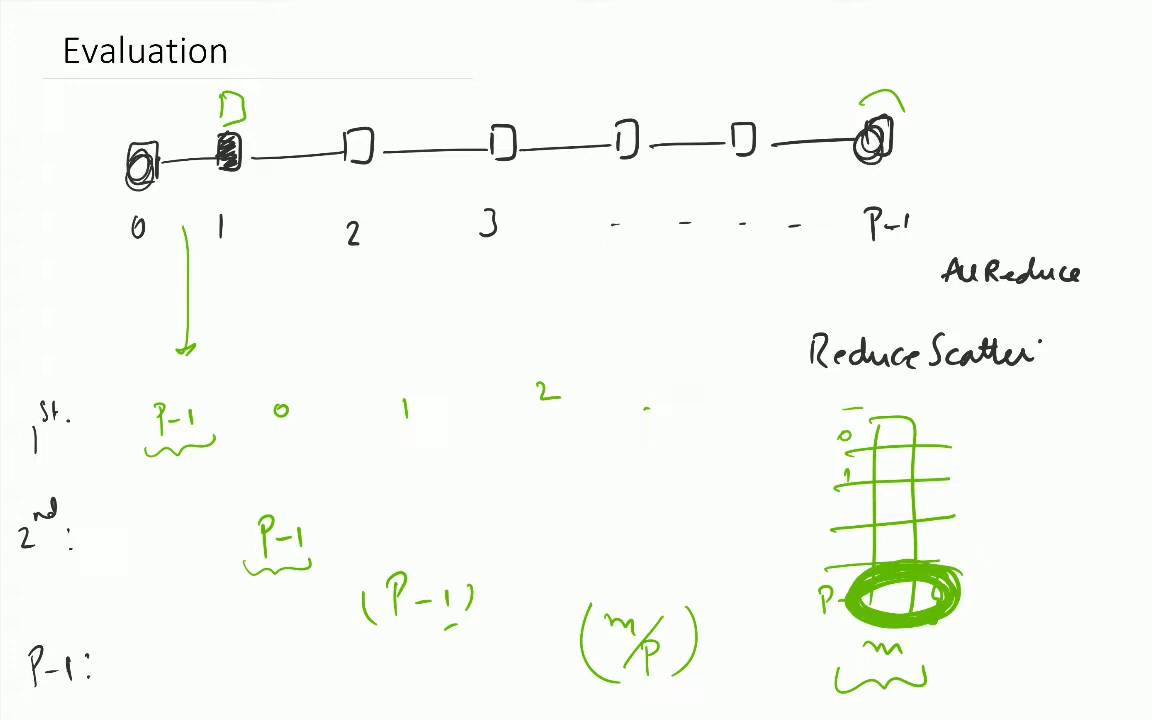 Evaluation
0 1 2 3 - - - - P-1
AllReduce
ReduceScatter
1st. P-1 0 1 2 .
0
1
2nd: P-1
(P-1) (m/p) P-
m
P-1: